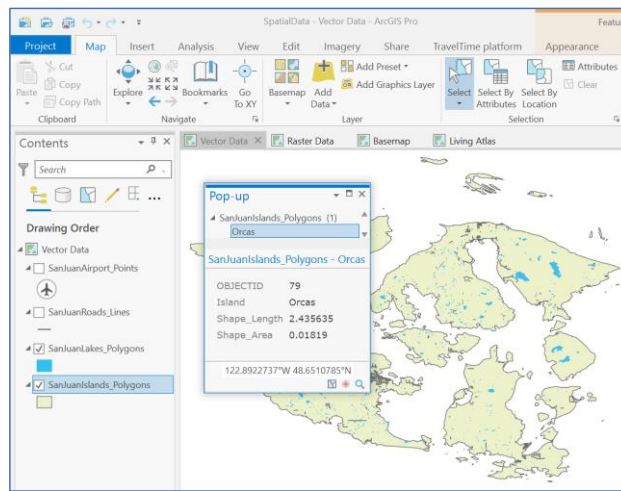 SpatialData - Vector Data - ArcGIS Pro
Featu
Project Map Insert Analysis View Edit Imagery Share TravelTime platform Appearance
Paste
Cut
Copy
Copy Path
Clipboard
Explore
Bookmarks
Go To XY
Navigate
Basemap
Add Data
Add Preset
Add Graphics Layer
Layer
Select
Select By Attributes
Select By Location
Attributes
Clear
Selection
Contents
Search
Drawing Order
Vector Data
SanJuanAirport_Points
SanJuanRoads_Lines
SanJuanLakes_Polygons
SanJuanIslands_Polygons
Vector Data Raster Data Basemap Living Atlas
Pop-up
SanJuanIslands_Polygons (1)
Orcas
SanJuanIslands_Polygons - Orcas
OBJECTID 79
Island Orcas
Shape_Length 2.435635
Shape_Area 0.01819
122.8922737°W 48.6510785°N